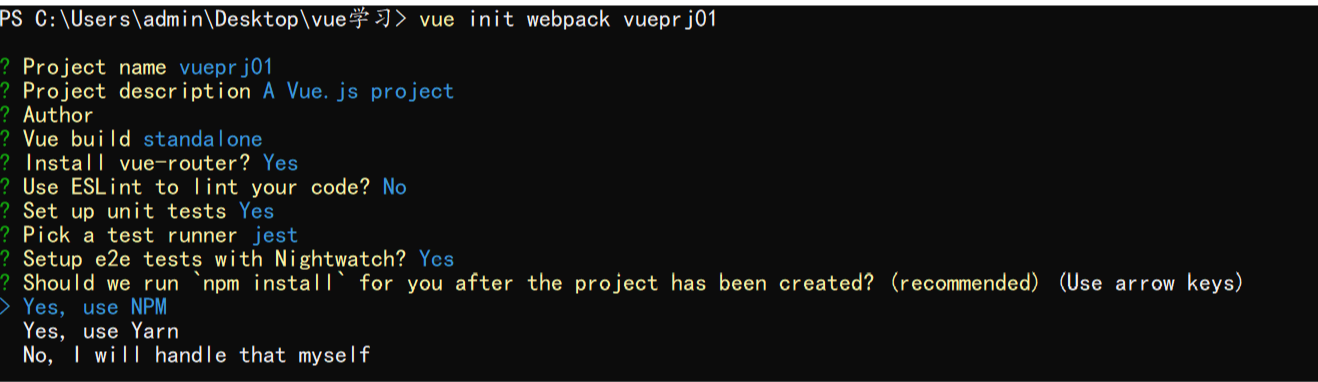 PS C:\Users\admin\Desktop\vue学习> vue init webpack vueprj01
? Project name vueprj01
? Project description A Vue.js project
? Author
? Vue build standalone
? Install vue-router? Yes
? Use ESLint to lint your code? No
? Set up unit tests Yes
? Pick a test runner jest
? Setup e2e tests with Nightwatch? Yes
? Should we run `npm install` for you after the project has been created? (recommended) (Use arrow keys)
> Yes, use NPM
Yes, use Yarn
No, I will handle that myself